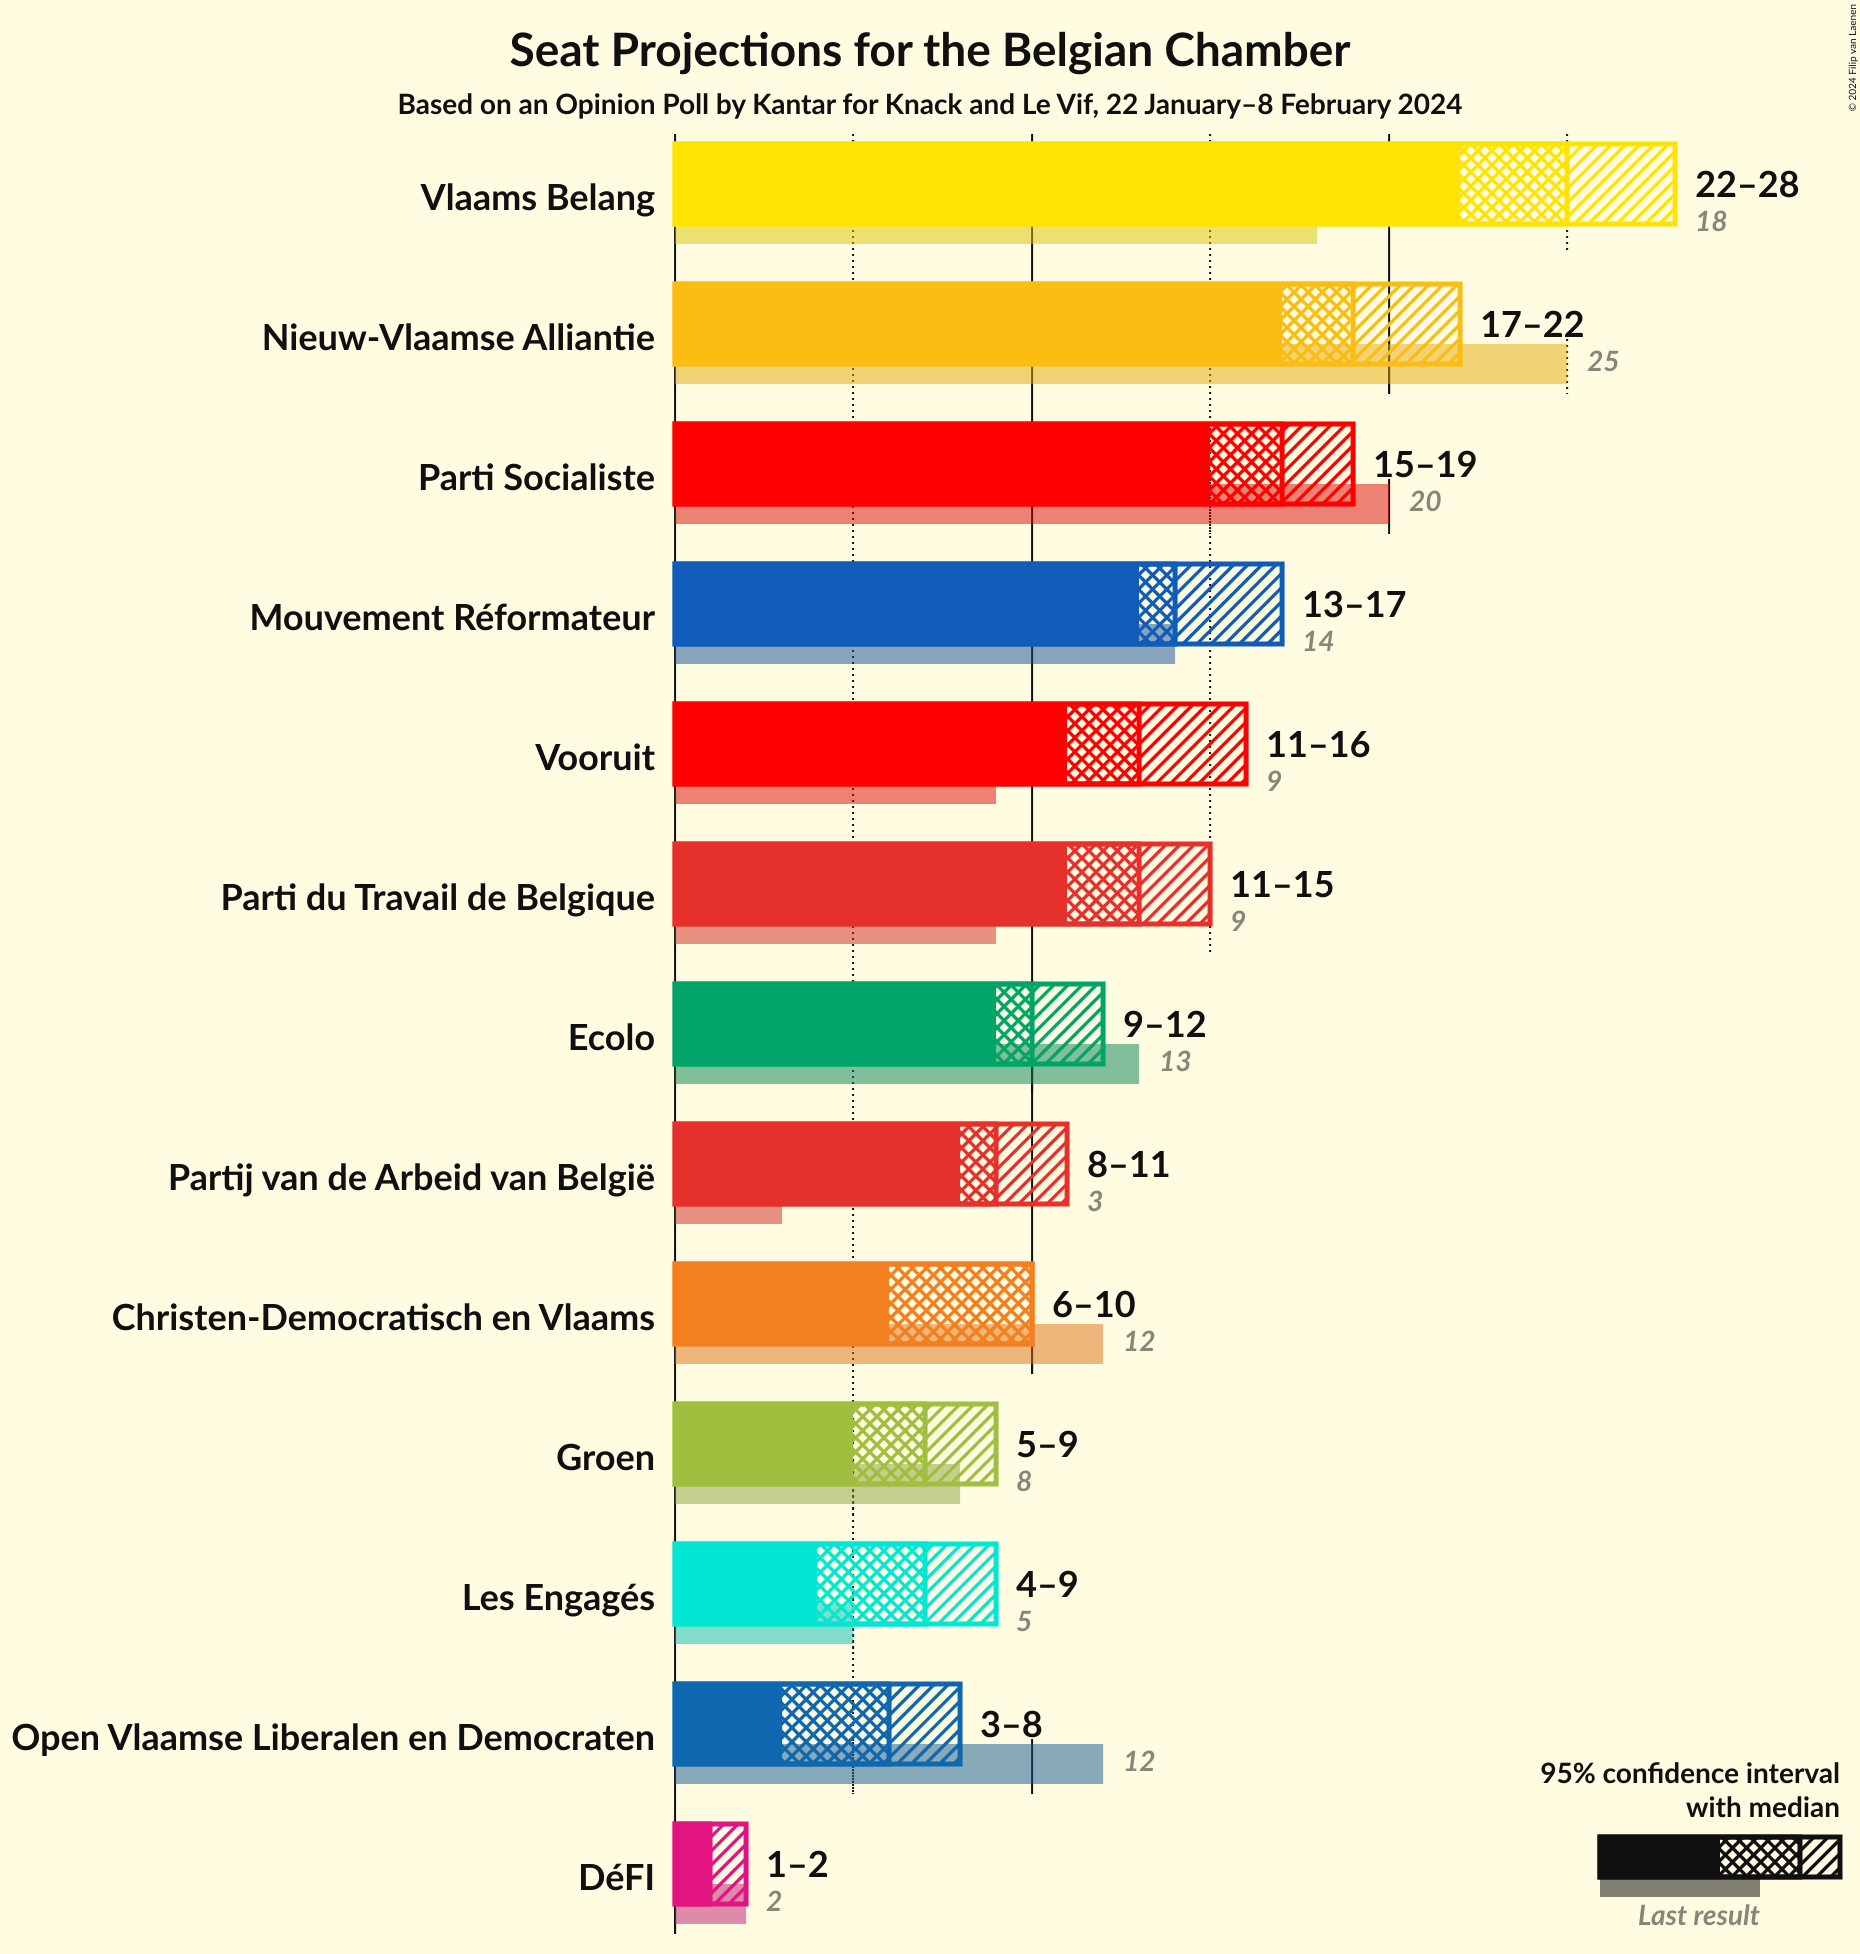 Seat Projections for the Belgian Chamber
Based on an Opinion Poll by Kantar for Knack and Le Vif, 22 January–8 February 2024
© 2024 Filip van Laenen
Vlaams Belang
22–28
18
Nieuw-Vlaamse Alliantie
17–22
25
Parti Socialiste
15–19
20
Mouvement Réformateur
13–17
14
Vooruit
11–16
9
Parti du Travail de Belgique
11–15
9
Ecolo
9–12
13
Partij van de Arbeid van België
8–11
3
Christen-Democratisch en Vlaams
6–10
12
Groen
5–9
8
Les Engagés
4–9
5
Open Vlaamse Liberalen en Democraten
3–8
12
DéFI
1–2
2
95% confidence interval
with median
Last result